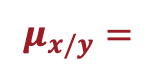 μₓ/ᵧ =